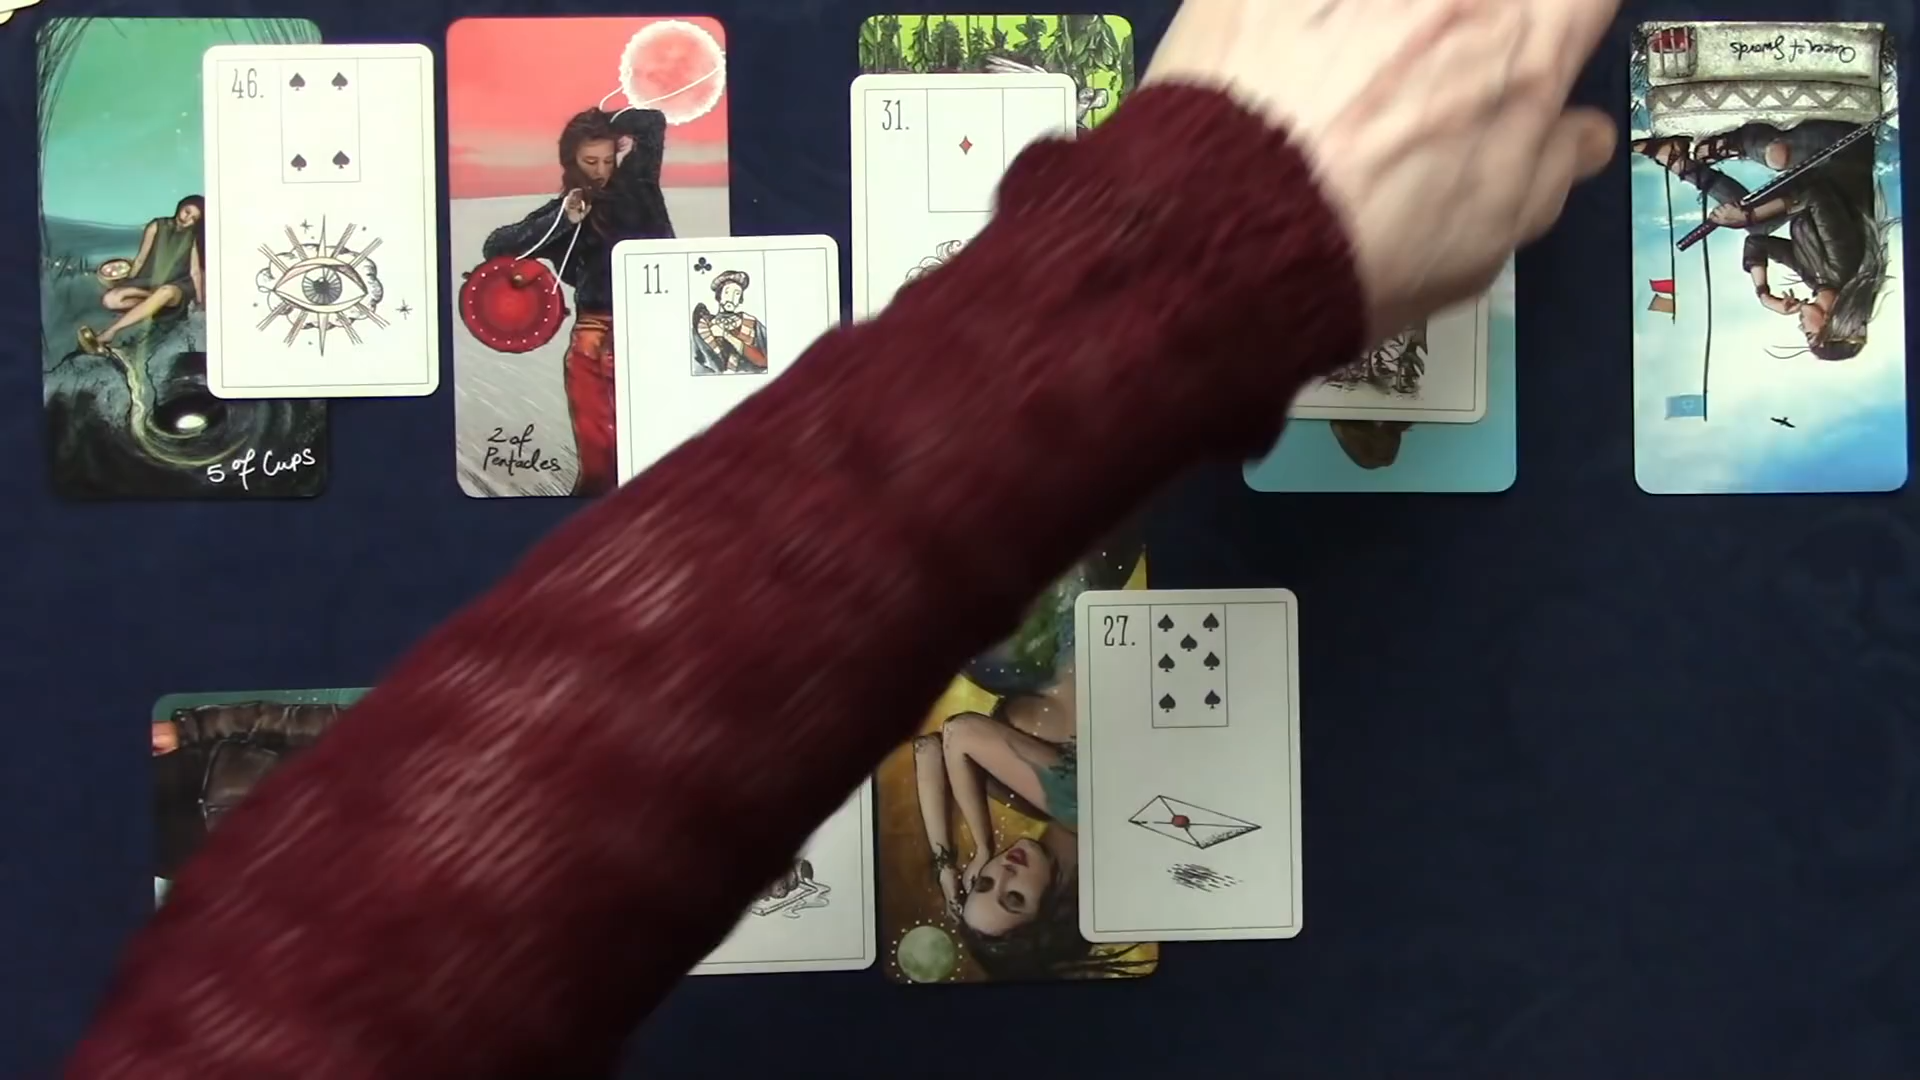 46.
5 of Cups
2 of
Pentacles
11.
31.
Queen of Swords
27.